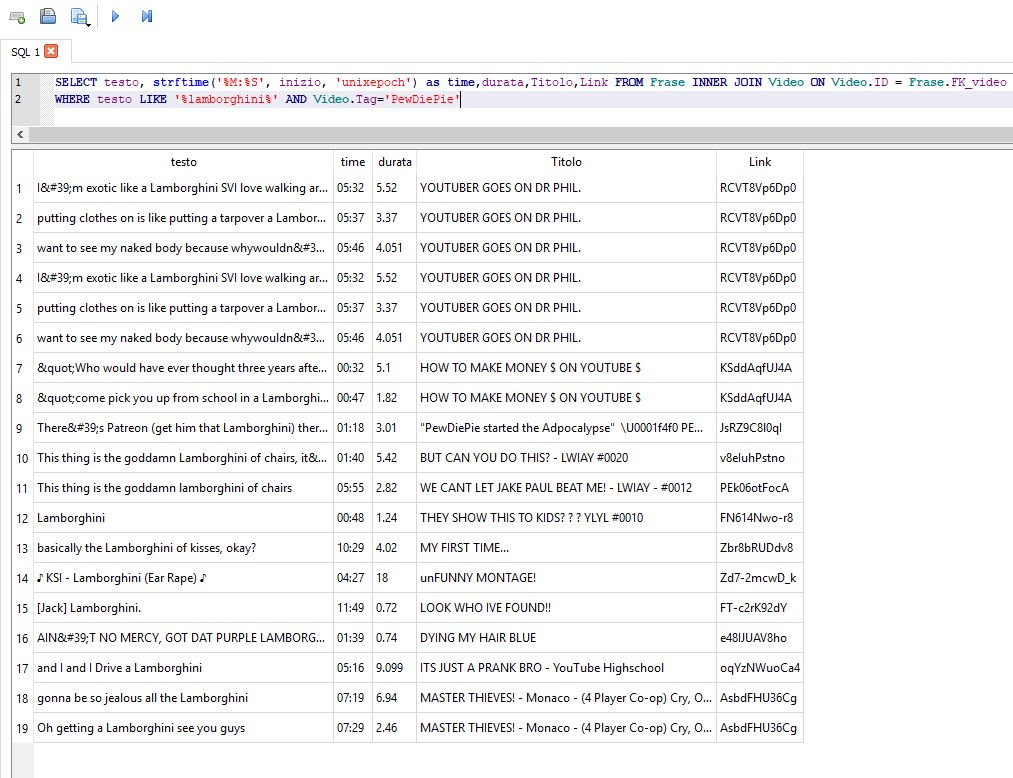 SQL 1
1 SELECT testo, strftime('%M:%S', inizio, 'unixepoch') as time,durata,Titolo,Link FROM Frase INNER JOIN Video ON Video.ID = Frase.FK_video
2 WHERE testo LIKE '%lamborghini%' AND Video.Tag='PewDiePie'
testo time durata Titolo Link
1 I&#39;m exotic like a Lamborghini SVI love walking ar... 05:32 5.52 YOUTUBER GOES ON DR PHIL. RCVT8Vp6Dp0
2 putting clothes on is like putting a tarpover a Lambor... 05:37 3.37 YOUTUBER GOES ON DR PHIL. RCVT8Vp6Dp0
3 want to see my naked body because whywouldn&#3... 05:46 4.051 YOUTUBER GOES ON DR PHIL. RCVT8Vp6Dp0
4 I&#39;m exotic like a Lamborghini SVI love walking ar... 05:32 5.52 YOUTUBER GOES ON DR PHIL. RCVT8Vp6Dp0
5 putting clothes on is like putting a tarpover a Lambor... 05:37 3.37 YOUTUBER GOES ON DR PHIL. RCVT8Vp6Dp0
6 want to see my naked body because whywouldn&#3... 05:46 4.051 YOUTUBER GOES ON DR PHIL. RCVT8Vp6Dp0
7 &quot;Who would have ever thought three years afte... 00:32 5.1 HOW TO MAKE MONEY $ ON YOUTUBE $ KSddAqfUJ4A
8 &quot;come pick you up from school in a Lamborghi... 00:47 1.82 HOW TO MAKE MONEY $ ON YOUTUBE $ KSddAqfUJ4A
9 There&#39;s Patreon (get him that Lamborghini) ther... 01:18 3.01 "PewDiePie started the Adpocalypse" \U0001f4f0 PE... JsRZ9C8I0qI
10 This thing is the goddamn Lamborghini of chairs, it&... 01:40 5.42 BUT CAN YOU DO THIS? - LWIAY #0020 v8eluhPstno
11 This thing is the goddamn lamborghini of chairs 05:55 2.82 WE CANT LET JAKE PAUL BEAT ME! - LWIAY - #0012 PEk06otFocA
12 Lamborghini 00:48 1.24 THEY SHOW THIS TO KIDS? ? ? YLYL #0010 FN614Nwo-r8
13 basically the Lamborghini of kisses, okay? 10:29 4.02 MY FIRST TIME... Zbr8bRUDdv8
14 ♪ KSI - Lamborghini (Ear Rape) ♪ 04:27 18 unFUNNY MONTAGE! Zd7-2mcwD_k
15 [Jack] Lamborghini. 11:49 0.72 LOOK WHO IVE FOUND!! FT-c2rK92dY
16 AIN&#39;T NO MERCY, GOT DAT PURPLE LAMBORG... 01:39 0.74 DYING MY HAIR BLUE e48IJUAV8ho
17 and I and I Drive a Lamborghini 05:16 9.099 ITS JUST A PRANK BRO - YouTube Highschool oqYzNWuoCa4
18 gonna be so jealous all the Lamborghini 07:19 6.94 MASTER THIEVES! - Monaco - (4 Player Co-op) Cry, O... AsbdFHU36Cg
19 Oh getting a Lamborghini see you guys 07:29 2.46 MASTER THIEVES! - Monaco - (4 Player Co-op) Cry, O... AsbdFHU36Cg